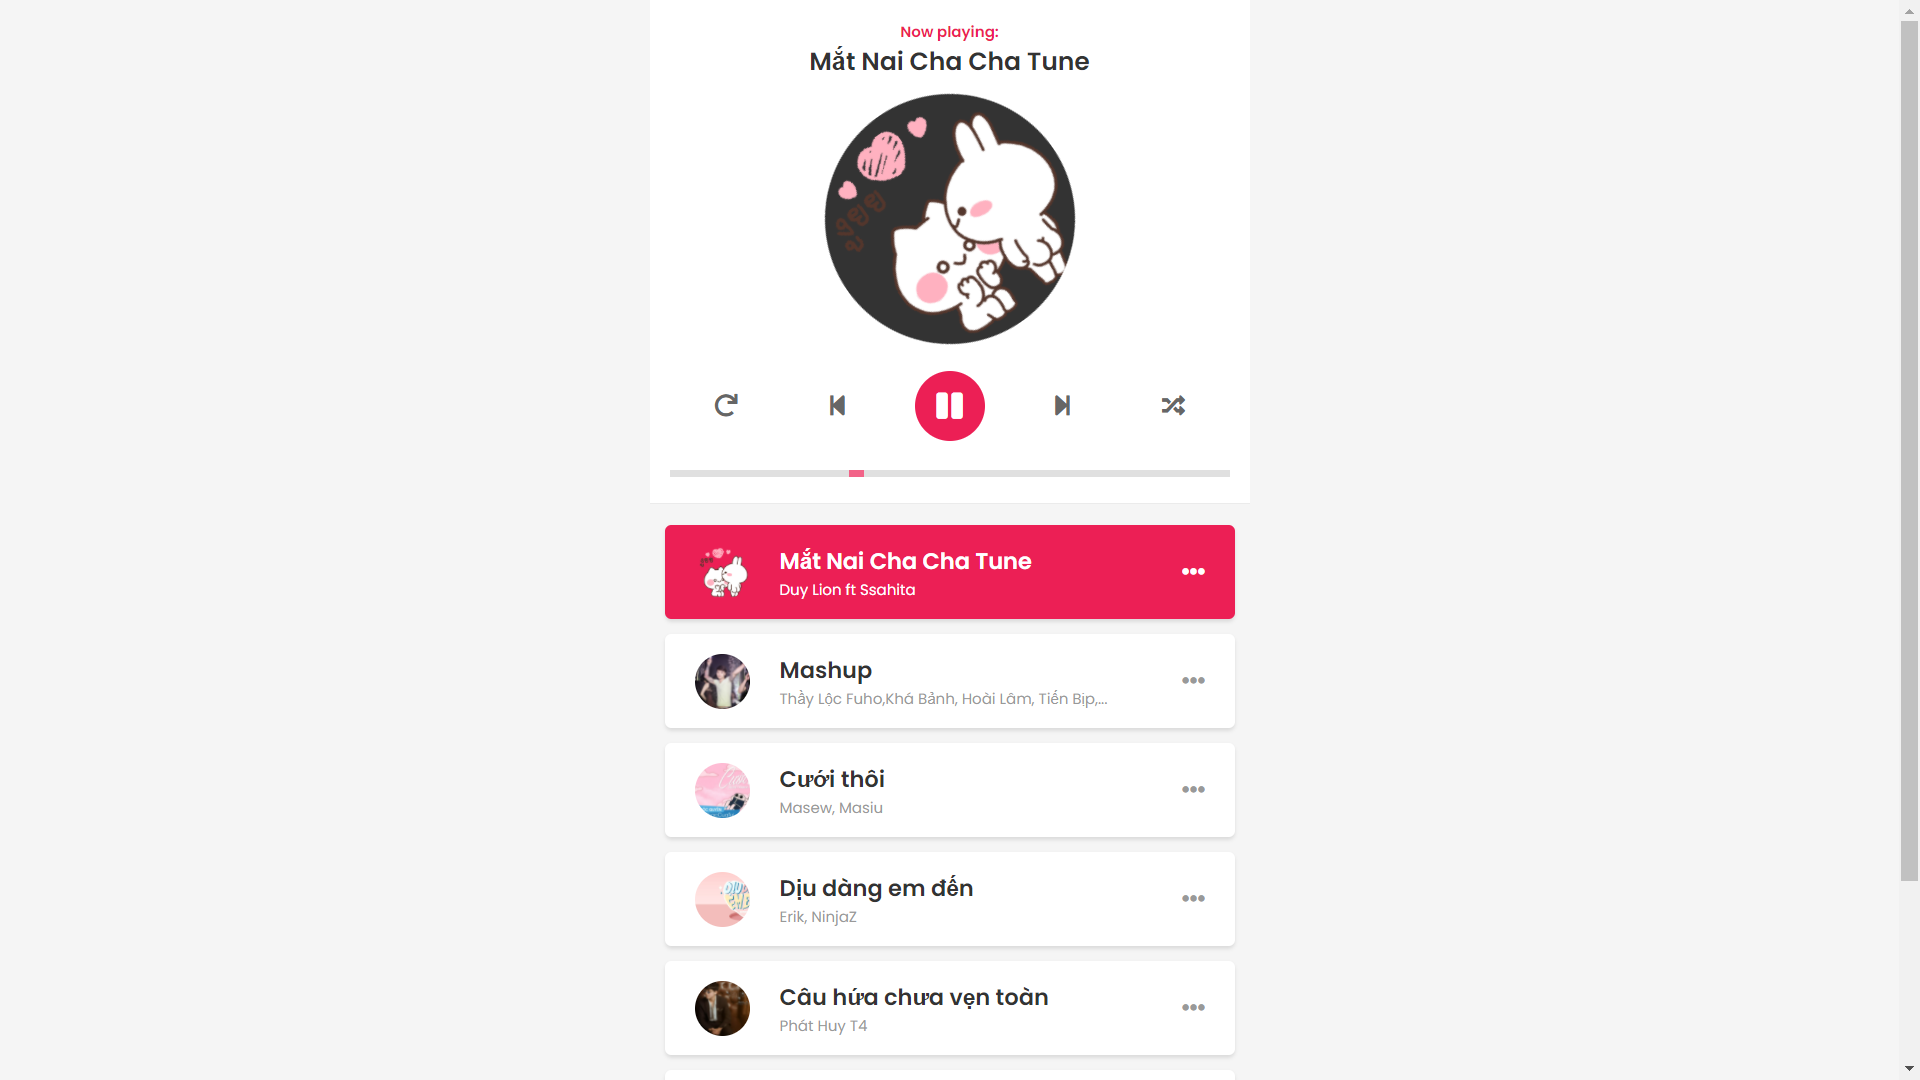 Now playing:
Mắt Nai Cha Cha Tune
Mắt Nai Cha Cha Tune
Duy Lion ft Ssahita
Mashup
Thầy Lộc Fuho,Khá Bảnh, Hoài Lâm, Tiến Bịp,...
Cưới thôi
Masew, Masiu
Dịu dàng em đến
Erik, NinjaZ
Câu hứa chưa vẹn toàn
Phát Huy T4